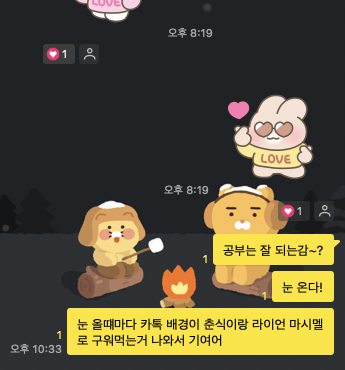 LOVE
오후 8:19
1
LOVE
오후 8:19
1
공부는 잘 되는감~?
1
눈 온다!
1
눈 올때마다 카톡 배경이 춘식이랑 라이언 마시멜
로 구워먹는거 나와서 기여어
1
오후 10:33